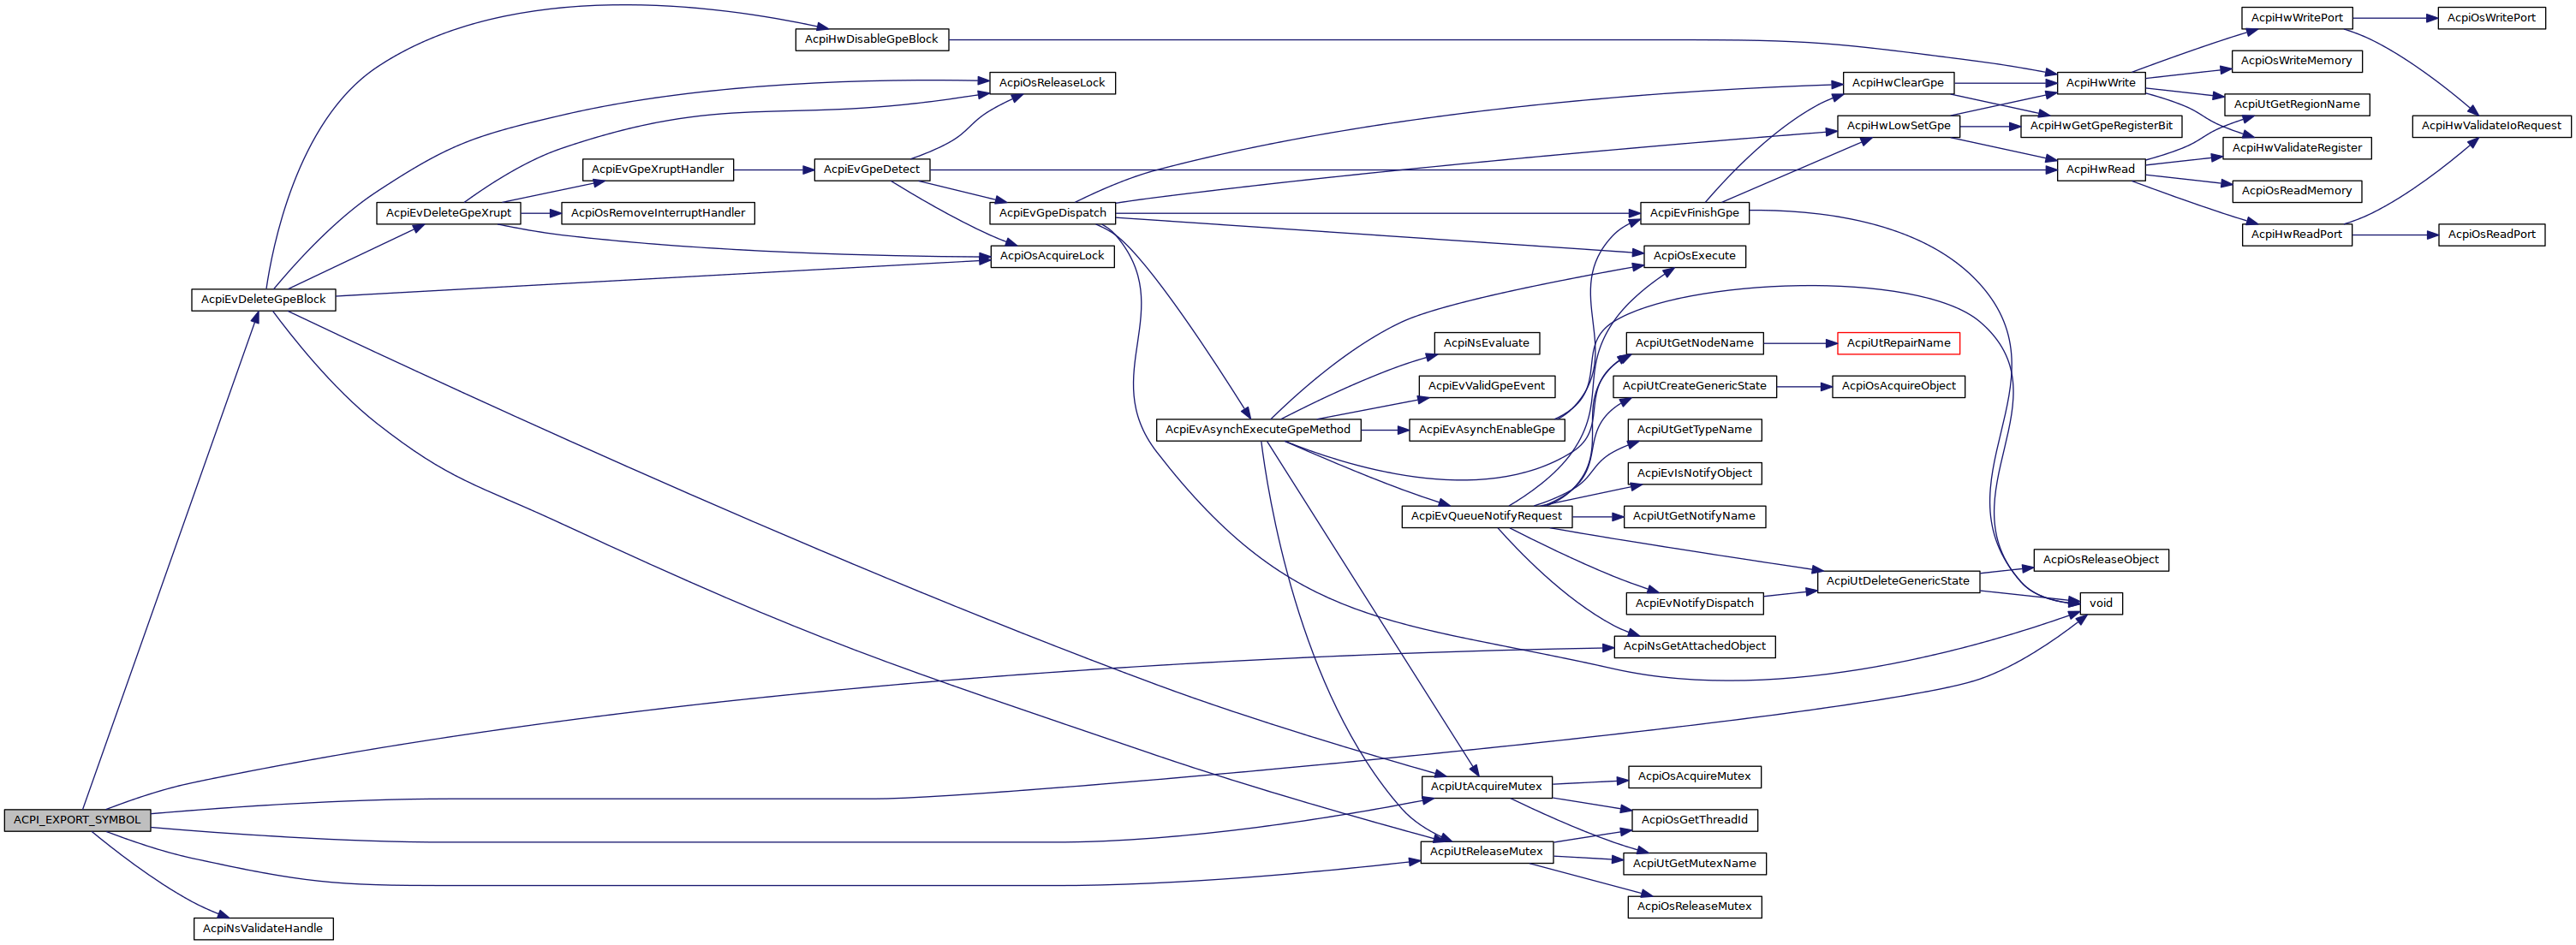 ACPI_EXPORT_SYMBOL
AcpiEvDeleteGpeBlock
AcpiNsValidateHandle
AcpiEvDeleteGpeXrupt
AcpiEvGpeXruptHandler
AcpiOsRemoveInterruptHandler
AcpiHwDisableGpeBlock
AcpiEvGpeDetect
AcpiOsReleaseLock
AcpiEvGpeDispatch
AcpiOsAcquireLock
AcpiEvAsynchExecuteGpeMethod
AcpiNsEvaluate
AcpiEvValidGpeEvent
AcpiEvAsynchEnableGpe
AcpiEvQueueNotifyRequest
AcpiUtAcquireMutex
AcpiUtReleaseMutex
AcpiEvFinishGpe
AcpiOsExecute
AcpiUtGetNodeName
AcpiUtCreateGenericState
AcpiUtGetTypeName
AcpiEvIsNotifyObject
AcpiUtGetNotifyName
AcpiEvNotifyDispatch
AcpiNsGetAttachedObject
AcpiOsAcquireMutex
AcpiOsGetThreadId
AcpiUtGetMutexName
AcpiOsReleaseMutex
AcpiHwClearGpe
AcpiHwLowSetGpe
AcpiUtRepairName
AcpiOsAcquireObject
AcpiUtDeleteGenericState
AcpiHwWrite
AcpiHwGetGpeRegisterBit
AcpiHwRead
AcpiOsReleaseObject
void
AcpiHwWritePort
AcpiOsWriteMemory
AcpiUtGetRegionName
AcpiHwValidateRegister
AcpiOsReadMemory
AcpiHwReadPort
AcpiOsWritePort
AcpiHwValidateIoRequest
AcpiOsReadPort